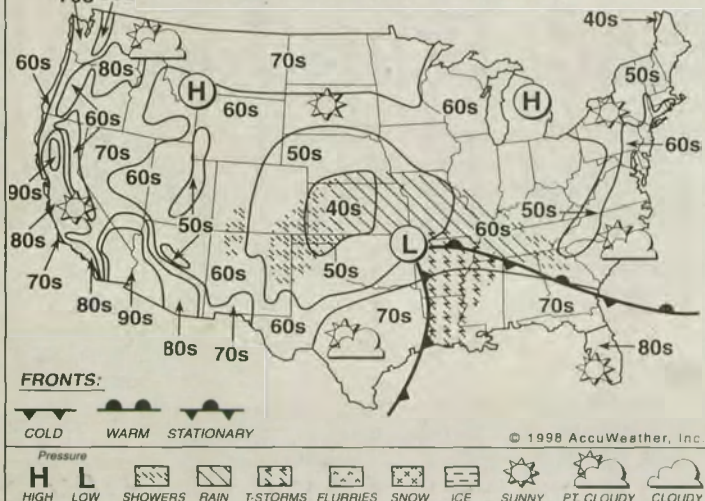 70s
40s
60s
80s
70s
50s
H
60s
60s
H
60s
60s
70s
50s
60s
90s
50s
40s
60s
50s
80s
L
70s
60s
50s
80s
90s
60s
70s
70s
80s
70s
80s
FRONTS:
COLD WARM STATIONARY
© 1998 AccuWeather, Inc.
Pressure
H L
HIGH LOW SHOWERS RAIN T-STORMS FLURRIES SNOW ICE SUNNY PT. CLOUDY CLOUDY